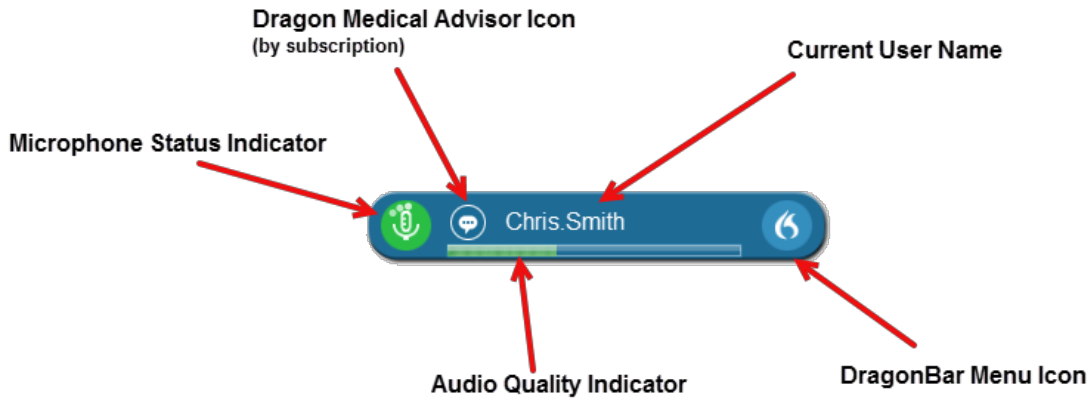 Dragon Medical Advisor Icon
(by subscription)
Current User Name
Microphone Status Indicator
Chris.Smith
Audio Quality Indicator
DragonBar Menu Icon